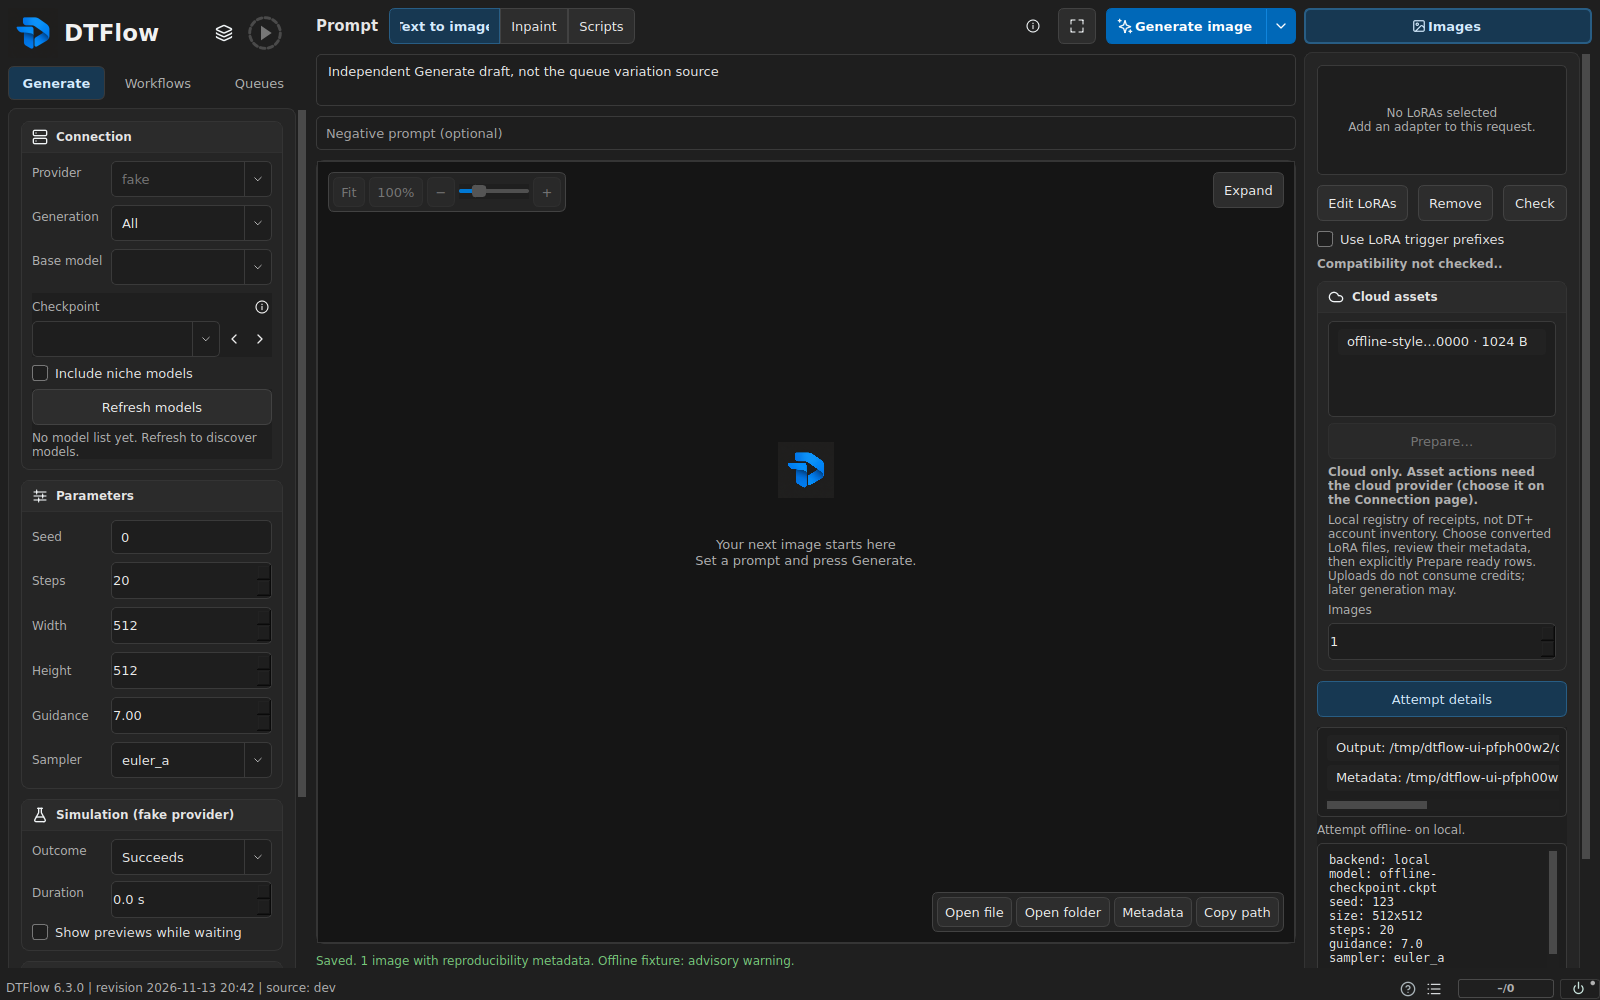 DTFlow
Generate
Workflows
Queues
Connection
Provider
fake
Generation
All
Base model
Checkpoint
Include niche models
Refresh models
No model list yet. Refresh to discover
models.
Parameters
Seed
0
Steps
20
Width
512
Height
512
Guidance
7.00
Sampler
euler_a
Simulation (fake provider)
Outcome
Succeeds
Duration
0.0 s
Show previews while waiting
Prompt
Text to image
Inpaint
Scripts
Generate image
Independent Generate draft, not the queue variation source
Negative prompt (optional)
Fit
100%
Expand
Your next image starts here
Set a prompt and press Generate.
Open file
Open folder
Metadata
Copy path
Saved. 1 image with reproducibility metadata. Offline fixture: advisory warning.
Images
No LoRAs selected
Add an adapter to this request.
Edit LoRAs
Remove
Check
Use LoRA trigger prefixes
Compatibility not checked..
Cloud assets
offline-style...0000 · 1024 B
Prepare...
Cloud only. Asset actions need
the cloud provider (choose it on
the Connection page).
Local registry of receipts, not DT+
account inventory. Choose converted
LoRA files, review their metadata,
then explicitly Prepare ready rows.
Uploads do not consume credits;
later generation may.
Images
1
Attempt details
Output: /tmp/dtflow-ui-pfph00w2/c
Metadata: /tmp/dtflow-ui-pfph00w
Attempt offline- on local.
backend: local
model: offline-
checkpoint.ckpt
seed: 123
size: 512x512
steps: 20
guidance: 7.0
sampler: euler_a
DTFlow 6.3.0 | revision 2026-11-13 20:42 | source: dev
–/0